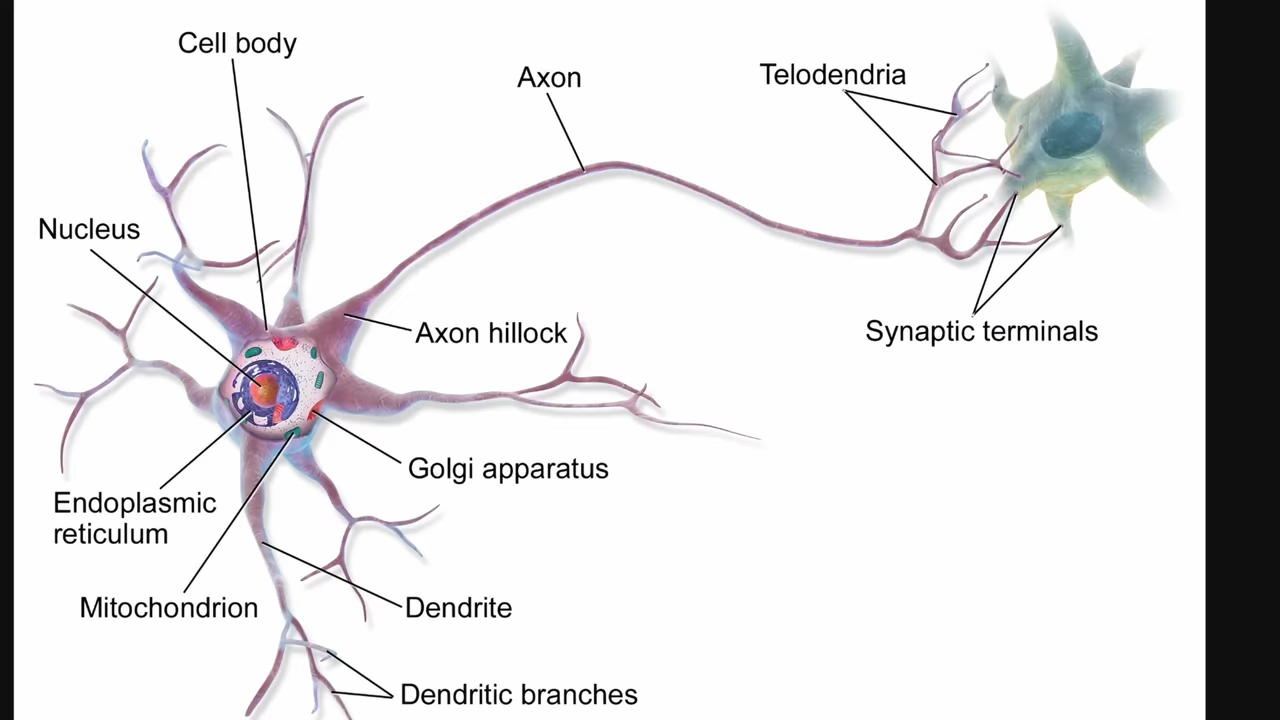 Cell body
Axon
Telodendria
Nucleus
Axon hillock
Synaptic terminals
Golgi apparatus
Endoplasmic
reticulum
Mitochondrion
Dendrite
Dendritic branches